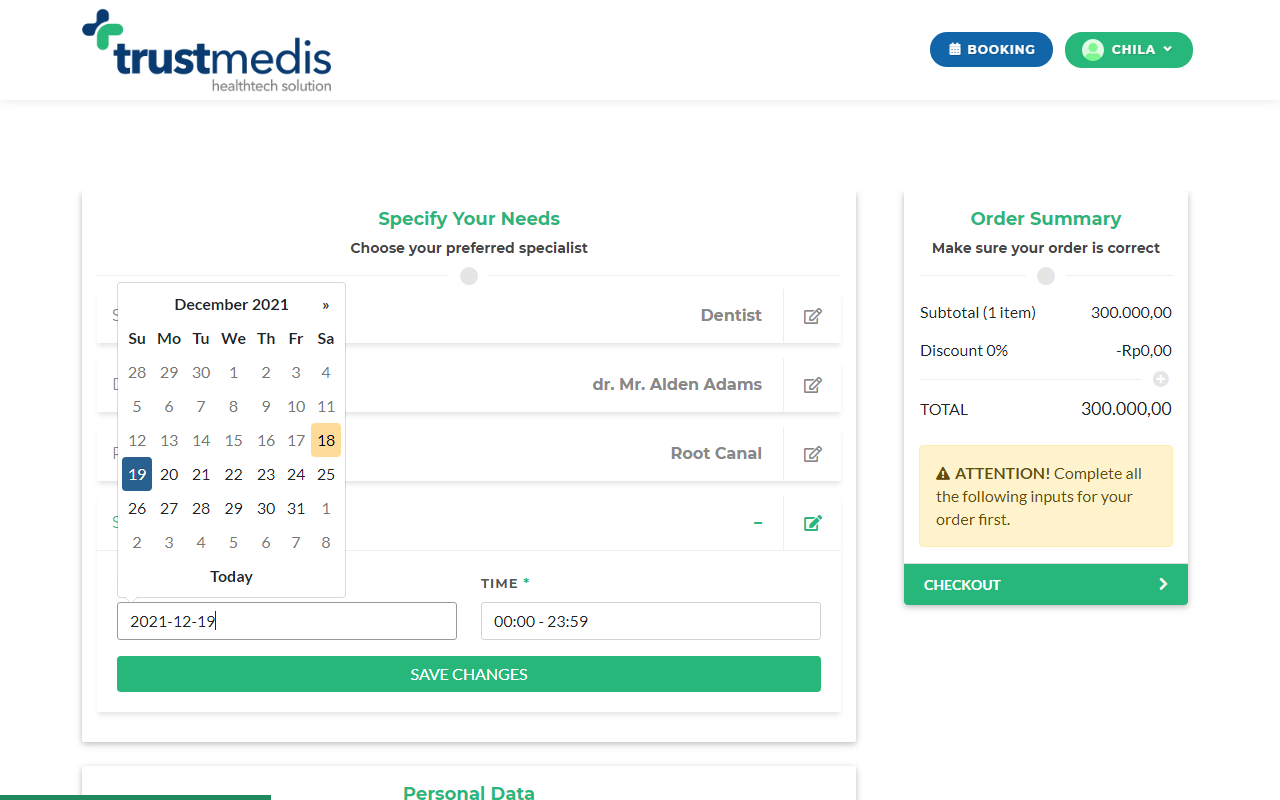 trustmedis
healthtech solution
BOOKING
CHILA
Specify Your Needs
Choose your preferred specialist
Dentist
dr. Mr. Alden Adams
Root Canal
–
December 2021 »
Su Mo Tu We Th Fr Sa
28 29 30 1 2 3 4
5 6 7 8 9 10 11
12 13 14 15 16 17 18
19 20 21 22 23 24 25
26 27 28 29 30 31 1
2 3 4 5 6 7 8
Today
TIME *
2021-12-19
00:00 - 23:59
SAVE CHANGES
Personal Data
Order Summary
Make sure your order is correct
Subtotal (1 item) 300.000,00
Discount 0% -Rp0,00
TOTAL 300.000,00
ATTENTION! Complete all
the following inputs for your
order first.
CHECKOUT